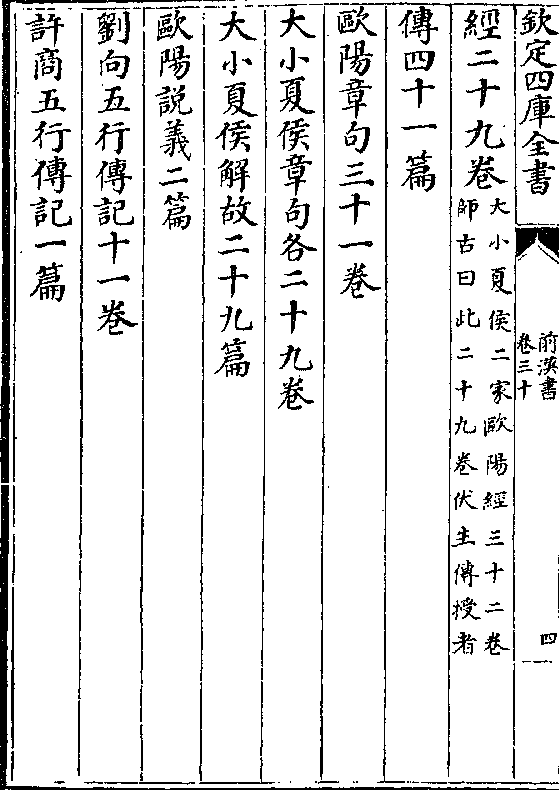 欽定四庫全書
前漢書
卷三十
四
經二十九卷大小夏侯二家歐陽經三十二卷
師古曰此二十九卷伏生傳授者
傳四十一篇
歐陽章句三十一卷
大小夏侯章句各二十九卷
大小夏侯解故二十九篇
歐陽說義二篇
劉向五行傳記十一卷
許商五行傳記一篇